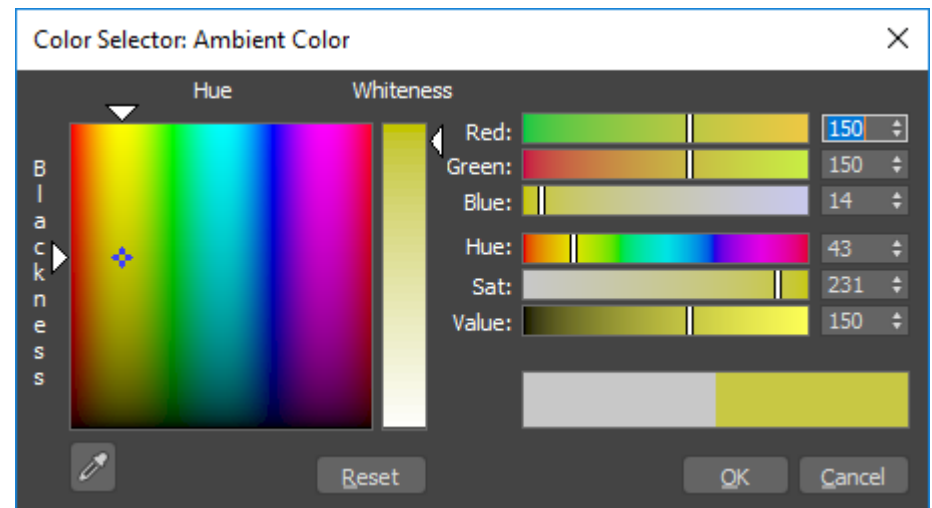 Color Selector: Ambient Color
Hue
Whiteness
Blackness
Red: 150
Green: 150
Blue: 14
Hue: 43
Sat: 231
Value: 150
Reset
OK
Cancel